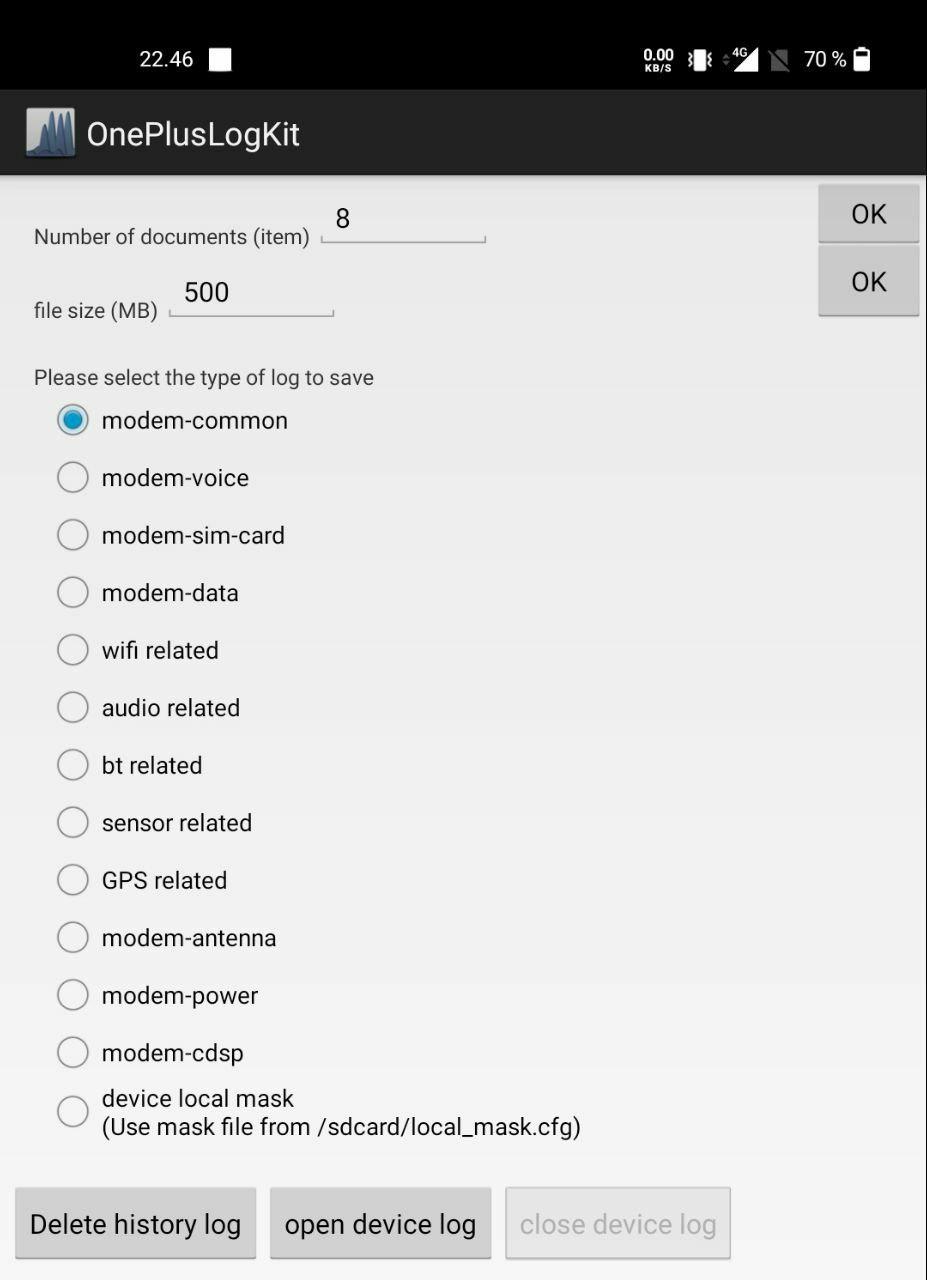 22.46
0.00
KB/S
4G
70 %
OnePlusLogKit
Number of documents (item) 8
OK
file size (MB) 500
OK
Please select the type of log to save
modem-common
modem-voice
modem-sim-card
modem-data
wifi related
audio related
bt related
sensor related
GPS related
modem-antenna
modem-power
modem-cdsp
device local mask
(Use mask file from /sdcard/local_mask.cfg)
Delete history log
open device log
close device log